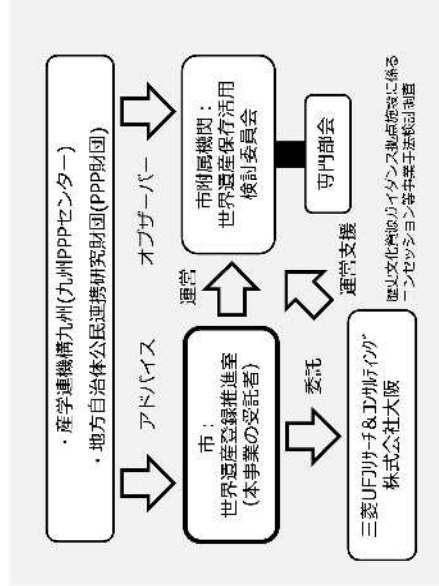 ・産学連機構九州(九州PPPセンター)
・地方自治体公民連携研究財団(PPP財団)
アドバイス
オブザーバー
市：
世界遺産登録推進室
(本事業の受託者)
運営
市附属機関：
世界遺産保存活用
検討委員会
専門部会
委託
運営支援
三菱UFJリサーチ&コンサルティング
株式会社大阪
歴史文化資源ガイダンス拠点施設に係る
コンセッション等事業手法検討調査